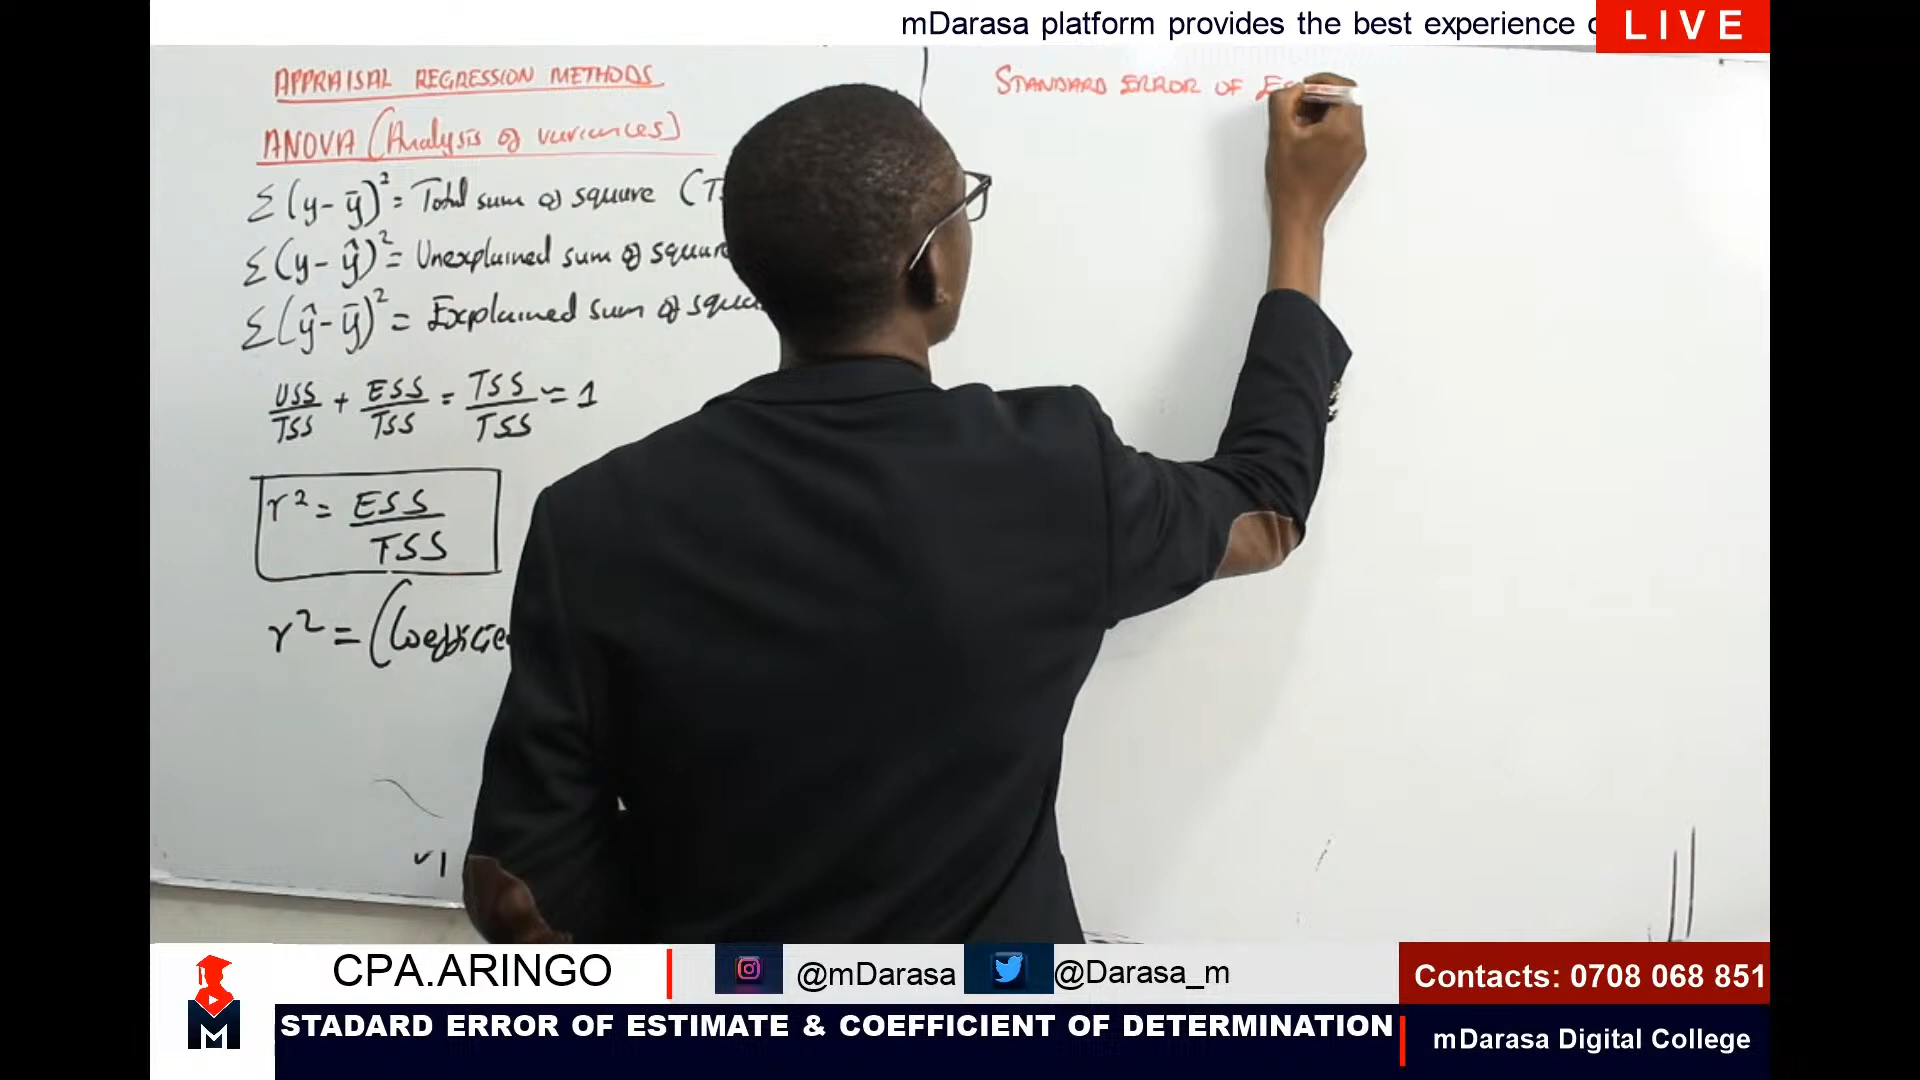 mDarasa platform provides the best experience
LIVE
APPRAISAL REGRESSION METHODS
ANOVA (Analysis of variances)
Σ(y-ȳ)² = Total sum of square (T
Σ(y-ŷ)² = Unexplained sum of square
Σ(ŷ-ȳ)² = Explained sum of squa
USS/TSS + ESS/TSS = TSS/TSS = 1
r² = ESS/TSS
r² = (Coefficie
STANDARD ERROR OF
CPA.ARINGO
@mDarasa
@Darasa_m
Contacts: 0708 068 851
M
STADARD ERROR OF ESTIMATE & COEFFICIENT OF DETERMINATION
mDarasa Digital College